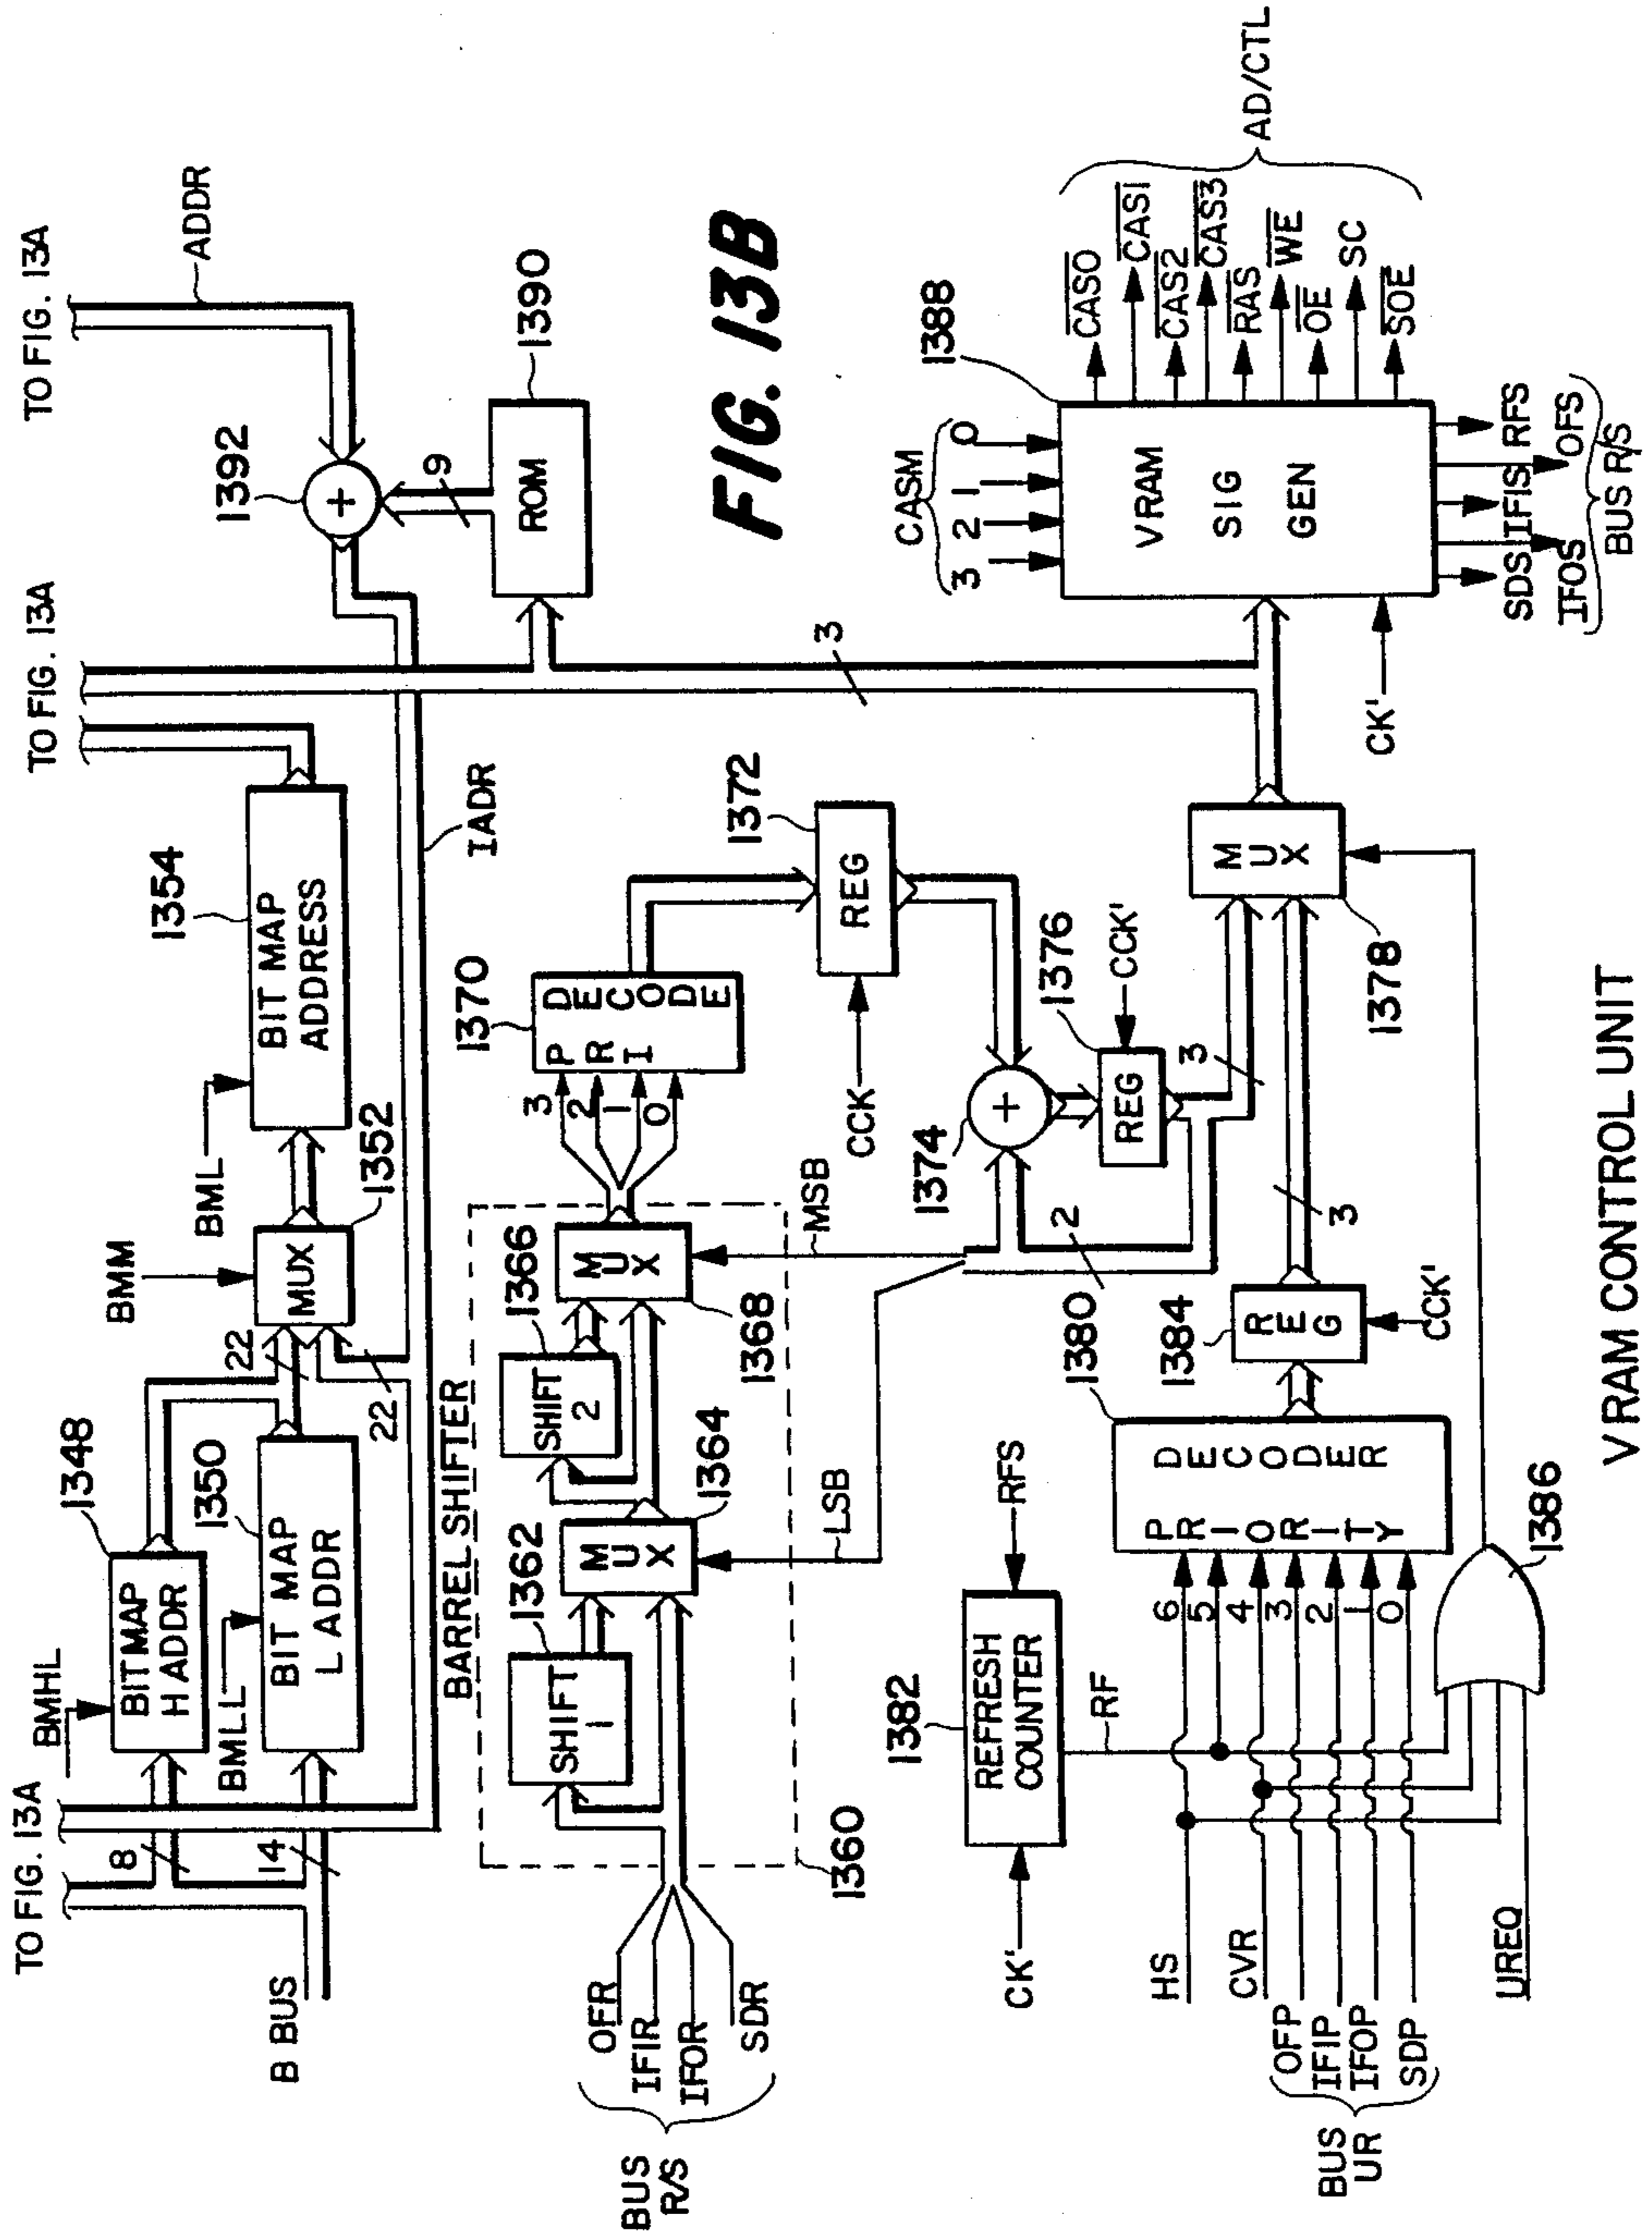 TO FIG. 13A
TO FIG. 13A
TO FIG. 13A
BMHL
8
14
B BUS
BITMAP
H ADDR
1348
BMLL
BIT MAP
L ADDR
1350
22
22
BMM
MUX
1352
BML
BIT MAP
ADDRESS
1354
IADR
ADDR
1392
+
9
ROM
1390
FIG. 13B
BARREL SHIFTER
BUS
R/S
OFR
IFIR
IFOR
SDR
1360
SHIFT
1
1362
MUX
1364
SHIFT
2
1366
MUX
1368
LSB
MSB
3
2
1
0
PRI
DECODE
1370
REG
1372
CCK
1374
+
REG
1376
CCK'
2
3
MUX
1378
3
CK'
REFRESH
COUNTER
1382
RFS
RF
HS
CVR
OFP
IFIP
IFOP
SDP
BUS
UR
UREQ
6
5
4
3
2
1
0
PRIORITY
DECODER
1380
REG
1384
CCK'
3
1386
CASM
3
2
1
0
VRAM
SIG
GEN
1388
CK'
CAS0
CAS1
CAS2
CAS3
RAS
WE
OE
SC
SOE
AD/CTL
SDS
IFOS
IFIS
OFS
RFS
BUS R/S
VRAM CONTROL UNIT